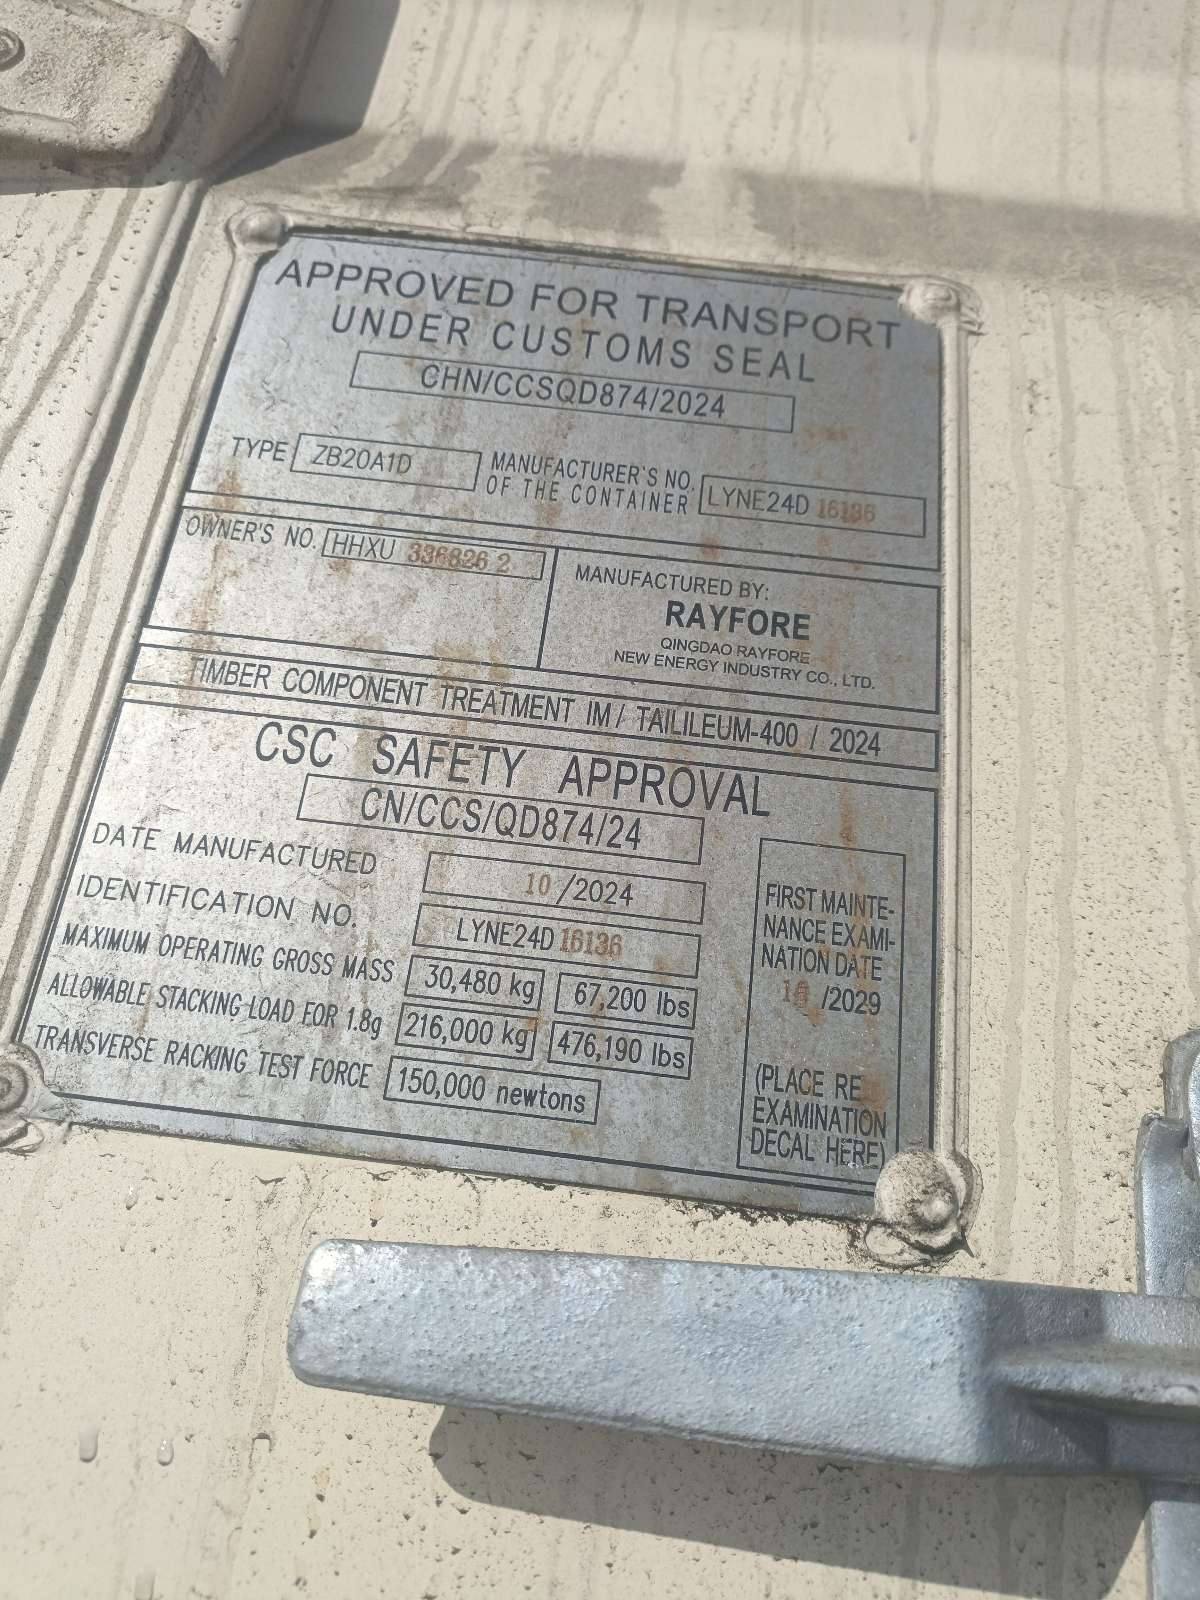 APPROVED FOR TRANSPORT
UNDER CUSTOMS SEAL
CHN/CCSQD874/2024
TYPE ZB20A1D
MANUFACTURER'S NO.
OF THE CONTAINER
LYNE24D 16136
OWNER'S NO. HHXU 336826 2
MANUFACTURED BY:
RAYFORE
QINGDAO RAYFORE
NEW ENERGY INDUSTRY CO., LTD.
TIMBER COMPONENT TREATMENT IM / TAILILEUM-400 / 2024
CSC SAFETY APPROVAL
CN/CCS/QD874/24
DATE MANUFACTURED 10 /2024
IDENTIFICATION NO. LYNE24D 16136
MAXIMUM OPERATING GROSS MASS 30,480 kg 67,200 lbs
ALLOWABLE STACKING LOAD FOR 1.8g 216,000 kg 476,190 lbs
TRANSVERSE RACKING TEST FORCE 150,000 newtons
FIRST MAINTE-
NANCE EXAMI-
NATION DATE
/2029
(PLACE RE
EXAMINATION
DECAL HERE)